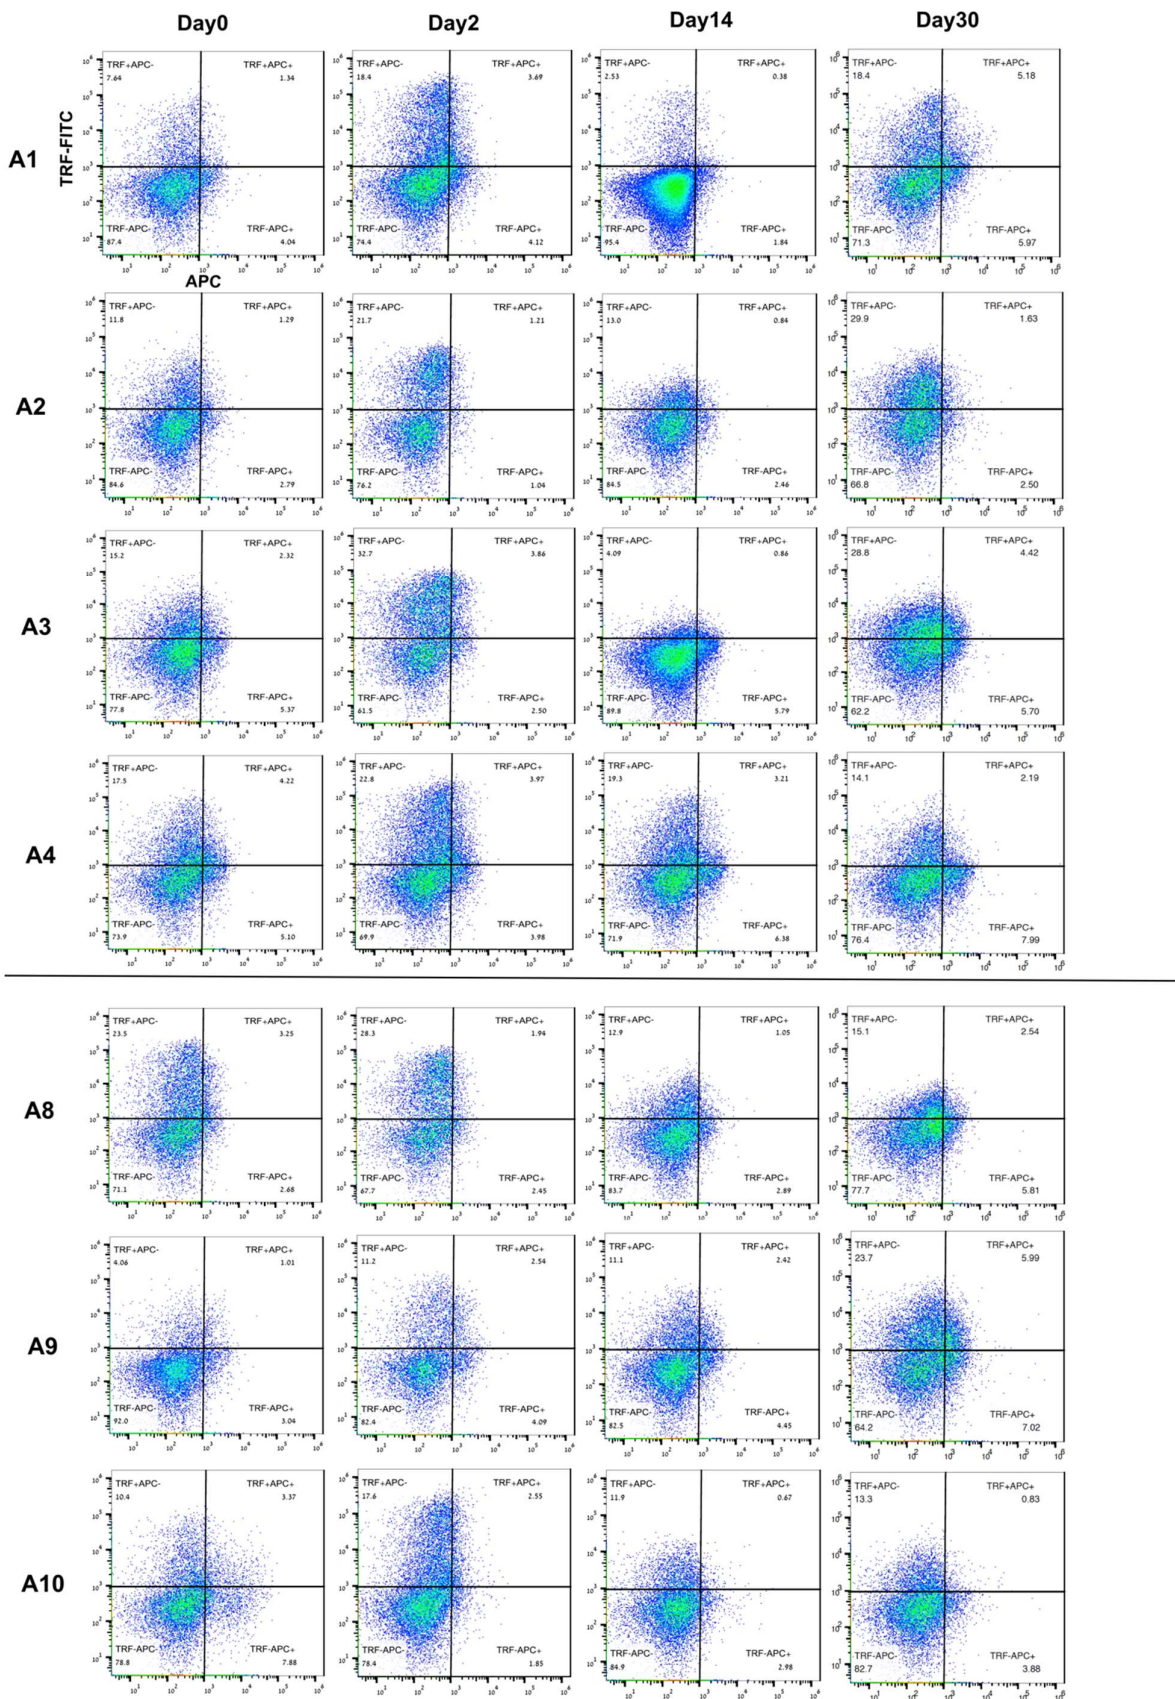 Day0 Day2 Day14 Day30
A1
TRF-FITC
APC
TRF+APC- TRF+APC+ TRF+APC- TRF+APC+ TRF+APC- TRF+APC+ TRF+APC- TRF+APC+
7.64 1.34 18.4 3.69 2.53 0.38 18.4 5.18
TRF-APC- TRF-APC+ TRF-APC- TRF-APC+ TRF-APC- TRF-APC+ TRF-APC- TRF-APC+
87.4 4.04 74.4 4.12 95.4 1.84 71.3 5.97
A2
TRF+APC- TRF+APC+ TRF+APC- TRF+APC+ TRF+APC- TRF+APC+ TRF+APC- TRF+APC+
11.8 1.29 21.7 1.21 13.0 0.84 29.9 1.63
TRF-APC- TRF-APC+ TRF-APC- TRF-APC+ TRF-APC- TRF-APC+ TRF-APC- TRF-APC+
84.6 2.79 76.2 1.04 84.5 2.46 66.8 2.50
A3
TRF+APC- TRF+APC+ TRF+APC- TRF+APC+ TRF+APC- TRF+APC+ TRF+APC- TRF+APC+
15.2 2.32 32.7 3.86 4.09 0.86 28.8 4.42
TRF-APC- TRF-APC+ TRF-APC- TRF-APC+ TRF-APC- TRF-APC+ TRF-APC- TRF-APC+
77.8 5.37 61.5 2.50 89.8 5.79 62.2 5.70
A4
TRF+APC- TRF+APC+ TRF+APC- TRF+APC+ TRF+APC- TRF+APC+ TRF+APC- TRF+APC+
17.5 4.22 22.8 3.97 19.3 3.21 14.1 2.19
TRF-APC- TRF-APC+ TRF-APC- TRF-APC+ TRF-APC- TRF-APC+ TRF-APC- TRF-APC+
73.9 5.10 69.9 3.98 71.9 6.38 76.4 7.99
A8
TRF+APC- TRF+APC+ TRF+APC- TRF+APC+ TRF+APC- TRF+APC+ TRF+APC- TRF+APC+
23.5 3.25 28.3 1.94 12.9 1.05 15.1 2.54
TRF-APC- TRF-APC+ TRF-APC- TRF-APC+ TRF-APC- TRF-APC+ TRF-APC- TRF-APC+
71.1 2.68 67.7 2.45 83.7 2.89 77.7 5.81
A9
TRF+APC- TRF+APC+ TRF+APC- TRF+APC+ TRF+APC- TRF+APC+ TRF+APC- TRF+APC+
4.06 1.01 11.2 2.54 11.1 2.42 23.7 5.99
TRF-APC- TRF-APC+ TRF-APC- TRF-APC+ TRF-APC- TRF-APC+ TRF-APC- TRF-APC+
92.0 3.04 82.4 4.09 82.5 4.45 64.2 7.02
A10
TRF+APC- TRF+APC+ TRF+APC- TRF+APC+ TRF+APC- TRF+APC+ TRF+APC- TRF+APC+
10.4 3.37 17.6 2.55 11.9 0.67 13.3 0.83
TRF-APC- TRF-APC+ TRF-APC- TRF-APC+ TRF-APC- TRF-APC+ TRF-APC- TRF-APC+
78.8 7.88 78.4 1.85 84.9 2.98 82.7 3.88